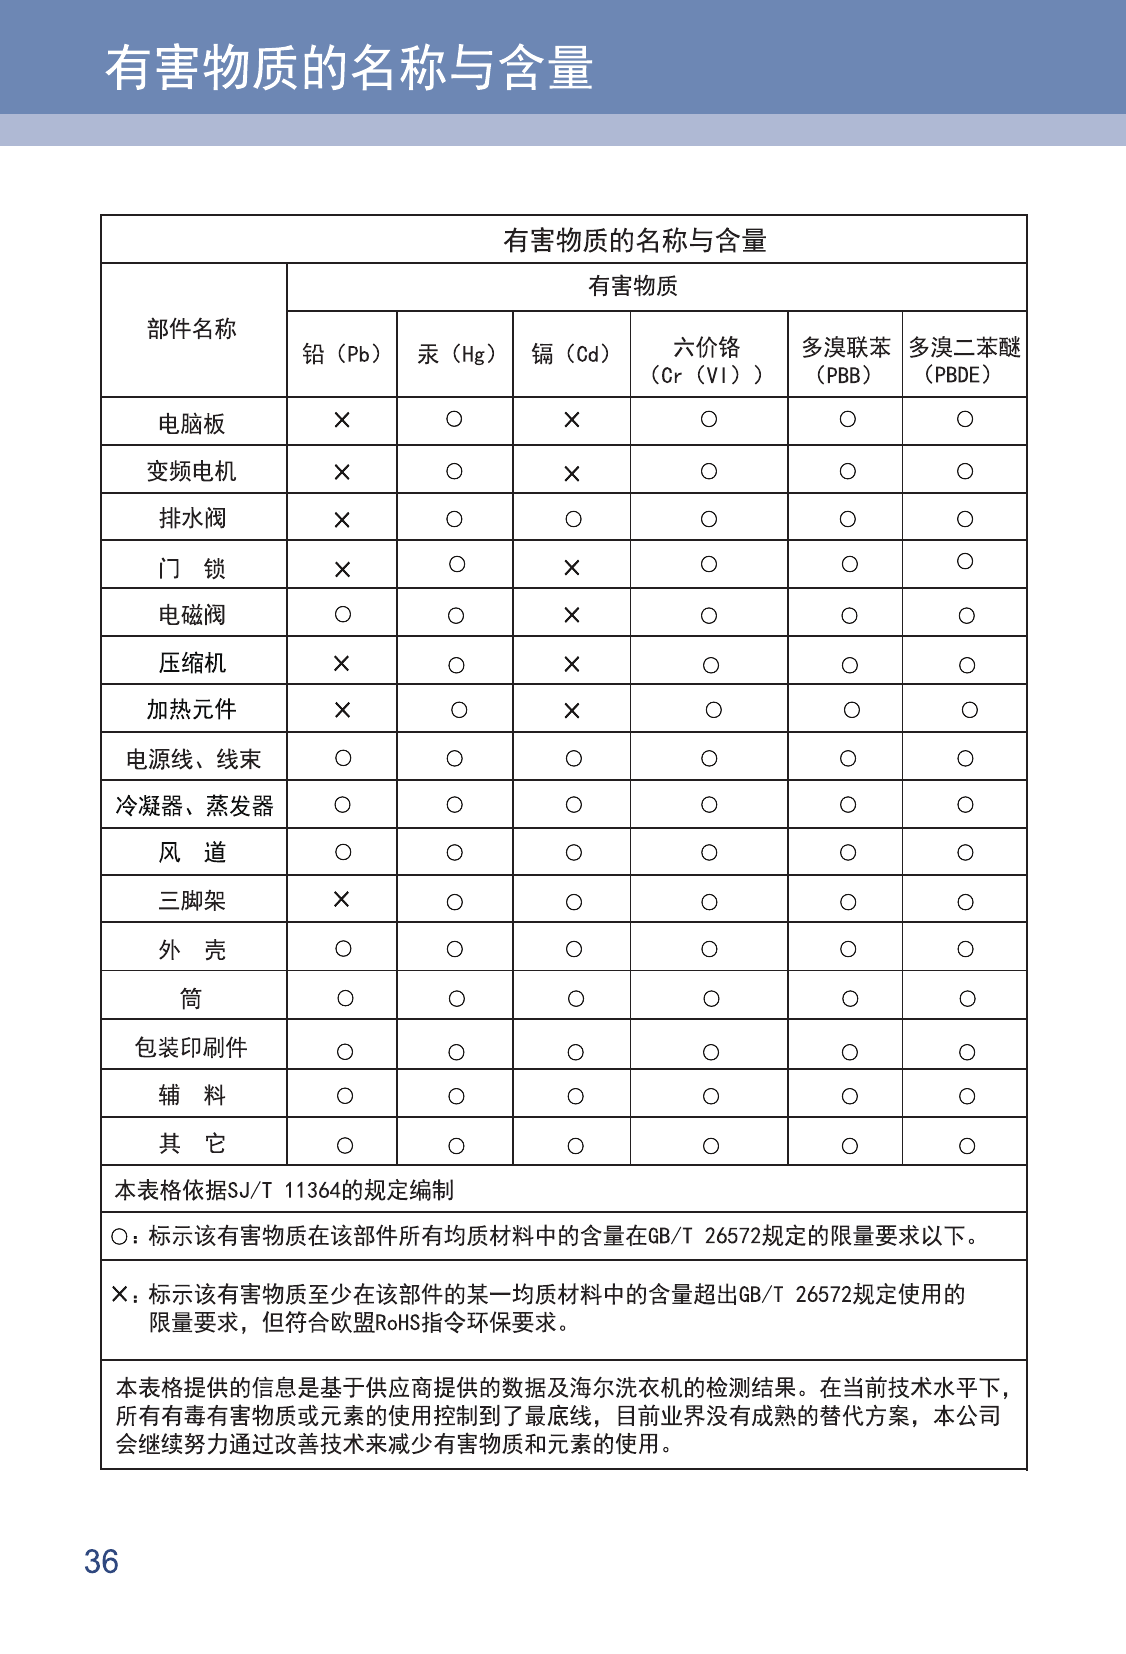 有害物质的名称与含量
有害物质的名称与含量
部件名称 有害物质
铅（Pb） 汞（Hg） 镉（Cd） 六价铬（Cr（VI）） 多溴联苯（PBB） 多溴二苯醚（PBDE）
电脑板 × ○ × ○ ○ ○
变频电机 × ○ × ○ ○ ○
排水阀 × ○ ○ ○ ○ ○
门 锁 × ○ × ○ ○ ○
电磁阀 ○ ○ × ○ ○ ○
压缩机 × ○ × ○ ○ ○
加热元件 × ○ × ○ ○ ○
电源线、线束 ○ ○ ○ ○ ○ ○
冷凝器、蒸发器 ○ ○ ○ ○ ○ ○
风 道 ○ ○ ○ ○ ○ ○
三脚架 × ○ ○ ○ ○ ○
外 壳 ○ ○ ○ ○ ○ ○
筒 ○ ○ ○ ○ ○ ○
包装印刷件 ○ ○ ○ ○ ○ ○
辅 料 ○ ○ ○ ○ ○ ○
其 它 ○ ○ ○ ○ ○ ○
本表格依据SJ/T 11364的规定编制
○：标示该有害物质在该部件所有均质材料中的含量在GB/T 26572规定的限量要求以下。
×：标示该有害物质至少在该部件的某一均质材料中的含量超出GB/T 26572规定使用的
限量要求，但符合欧盟RoHS指令环保要求。
本表格提供的信息是基于供应商提供的数据及海尔洗衣机的检测结果。在当前技术水平下，
所有有毒有害物质或元素的使用控制到了最底线，目前业界没有成熟的替代方案，本公司
会继续努力通过改善技术来减少有害物质和元素的使用。
36